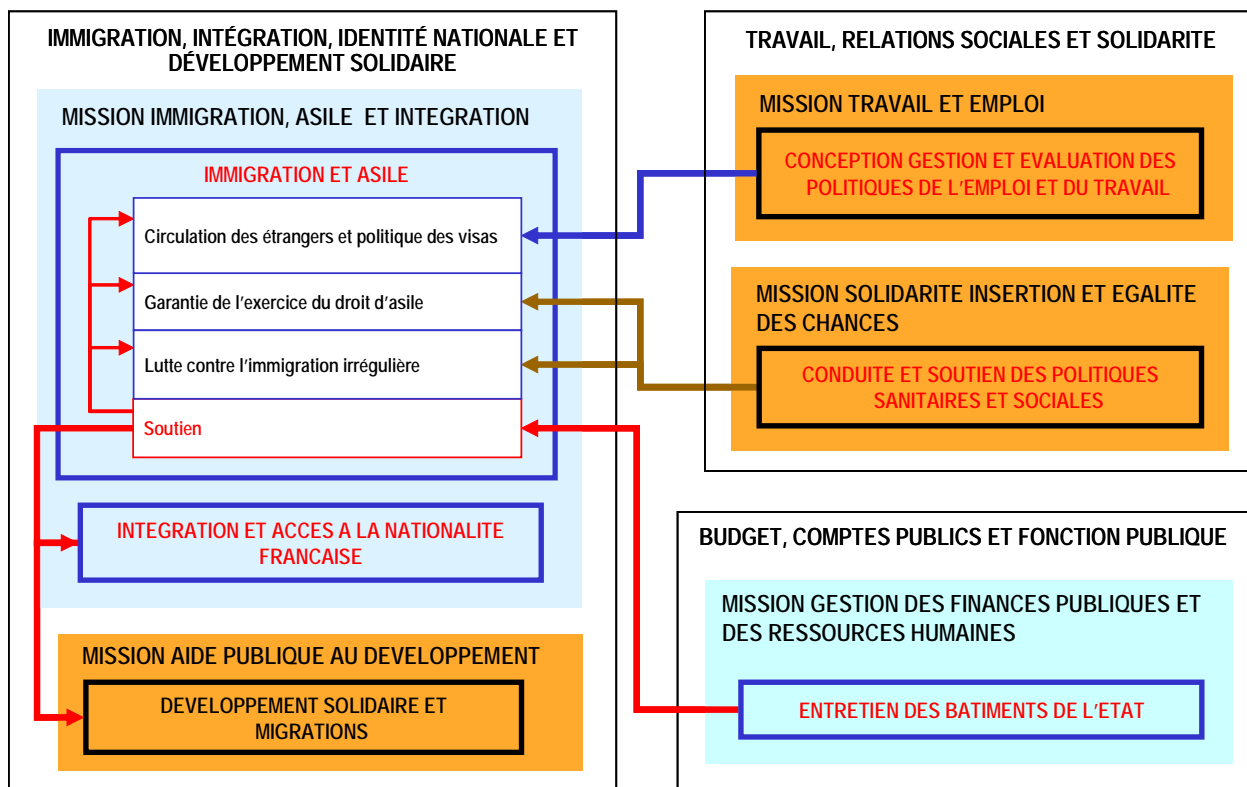 IMMIGRATION, INTÉGRATION, IDENTITÉ NATIONALE ET
DÉVELOPPEMENT SOLIDAIRE
MISSION IMMIGRATION, ASILE ET INTEGRATION
IMMIGRATION ET ASILE
Circulation des étrangers et politique des visas
Garantie de l'exercice du droit d'asile
Lutte contre l'immigration irrégulière
Soutien
INTEGRATION ET ACCES A LA NATIONALITE
FRANCAISE
MISSION AIDE PUBLIQUE AU DEVELOPPEMENT
DEVELOPPEMENT SOLIDAIRE ET
MIGRATIONS
TRAVAIL, RELATIONS SOCIALES ET SOLIDARITE
MISSION TRAVAIL ET EMPLOI
CONCEPTION GESTION ET EVALUATION DES
POLITIQUES DE L'EMPLOI ET DU TRAVAIL
MISSION SOLIDARITE INSERTION ET EGALITE
DES CHANCES
CONDUITE ET SOUTIEN DES POLITIQUES
SANITAIRES ET SOCIALES
BUDGET, COMPTES PUBLICS ET FONCTION PUBLIQUE
MISSION GESTION DES FINANCES PUBLIQUES ET
DES RESSOURCES HUMAINES
ENTRETIEN DES BATIMENTS DE L'ETAT